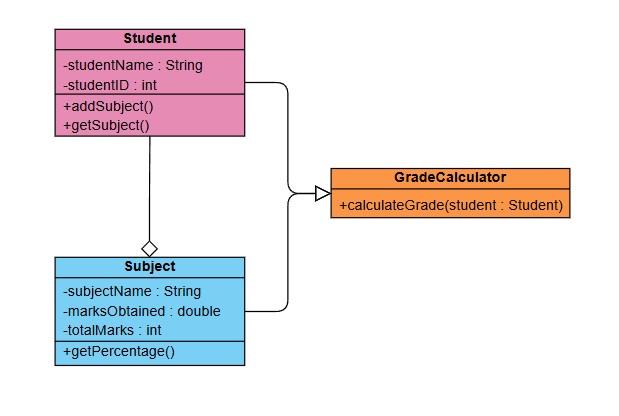 Student
-studentName : String
-studentID : int
+addSubject()
+getSubject()
GradeCalculator
+calculateGrade(student : Student)
Subject
-subjectName : String
-marksObtained : double
-totalMarks : int
+getPercentage()